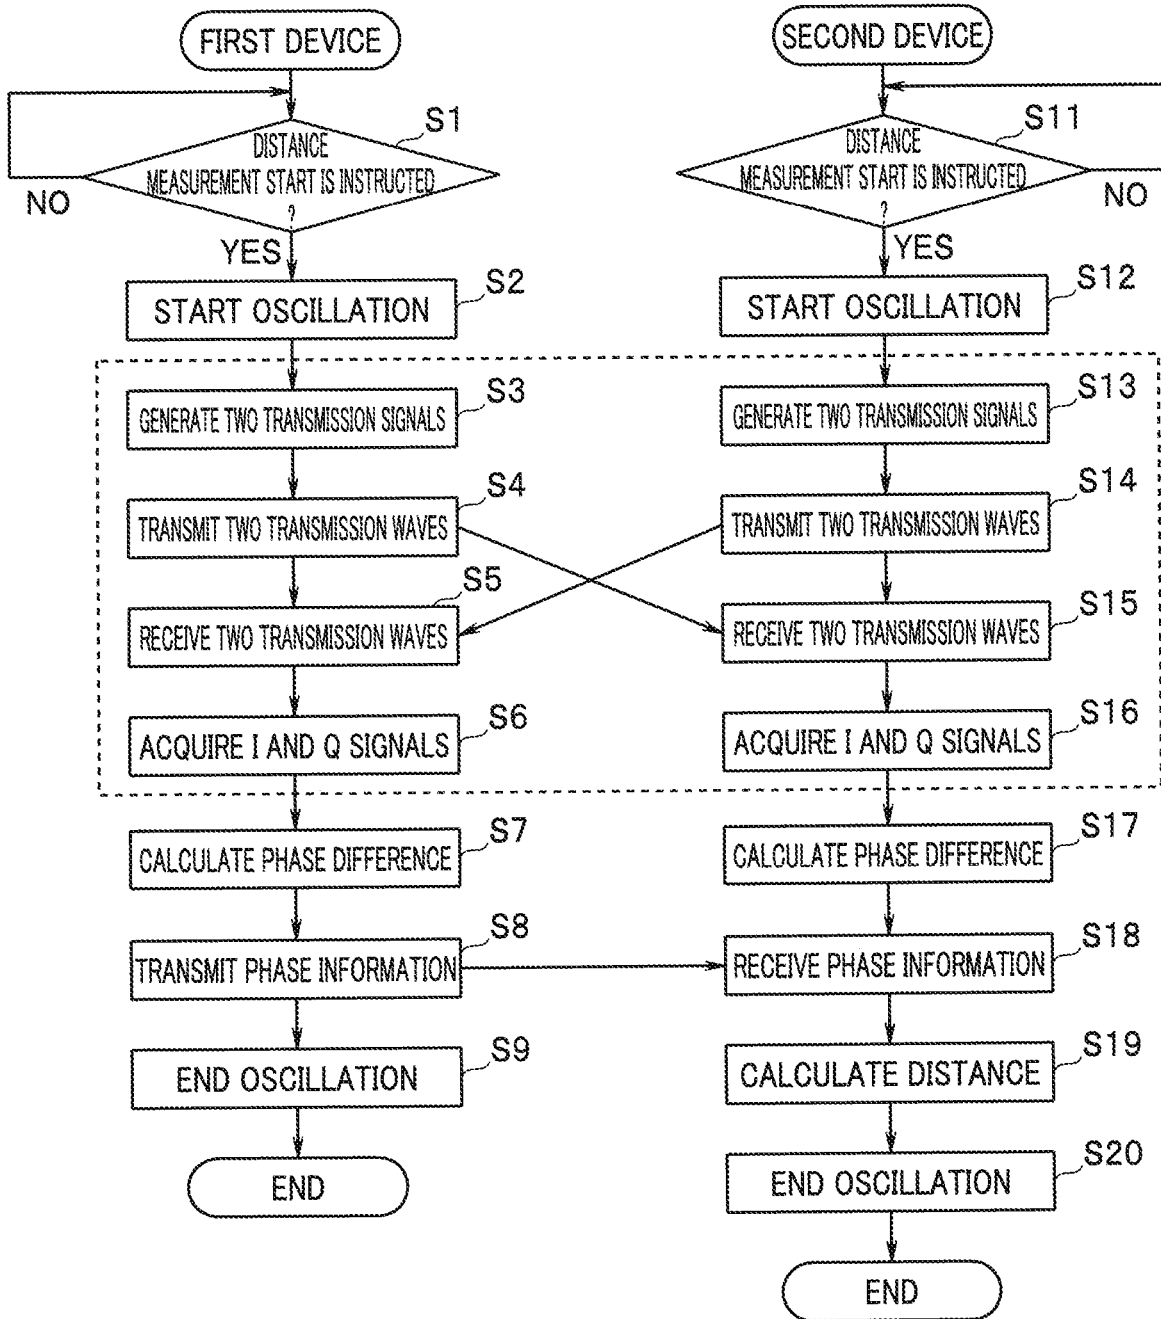 FIRST DEVICE
S1
DISTANCE
MEASUREMENT START IS INSTRUCTED
?
NO
YES
S2
START OSCILLATION
S3
GENERATE TWO TRANSMISSION SIGNALS
S4
TRANSMIT TWO TRANSMISSION WAVES
S5
RECEIVE TWO TRANSMISSION WAVES
S6
ACQUIRE I AND Q SIGNALS
S7
CALCULATE PHASE DIFFERENCE
S8
TRANSMIT PHASE INFORMATION
S9
END OSCILLATION
END
SECOND DEVICE
S11
DISTANCE
MEASUREMENT START IS INSTRUCTED
?
NO
YES
S12
START OSCILLATION
S13
GENERATE TWO TRANSMISSION SIGNALS
S14
TRANSMIT TWO TRANSMISSION WAVES
S15
RECEIVE TWO TRANSMISSION WAVES
S16
ACQUIRE I AND Q SIGNALS
S17
CALCULATE PHASE DIFFERENCE
S18
RECEIVE PHASE INFORMATION
S19
CALCULATE DISTANCE
S20
END OSCILLATION
END